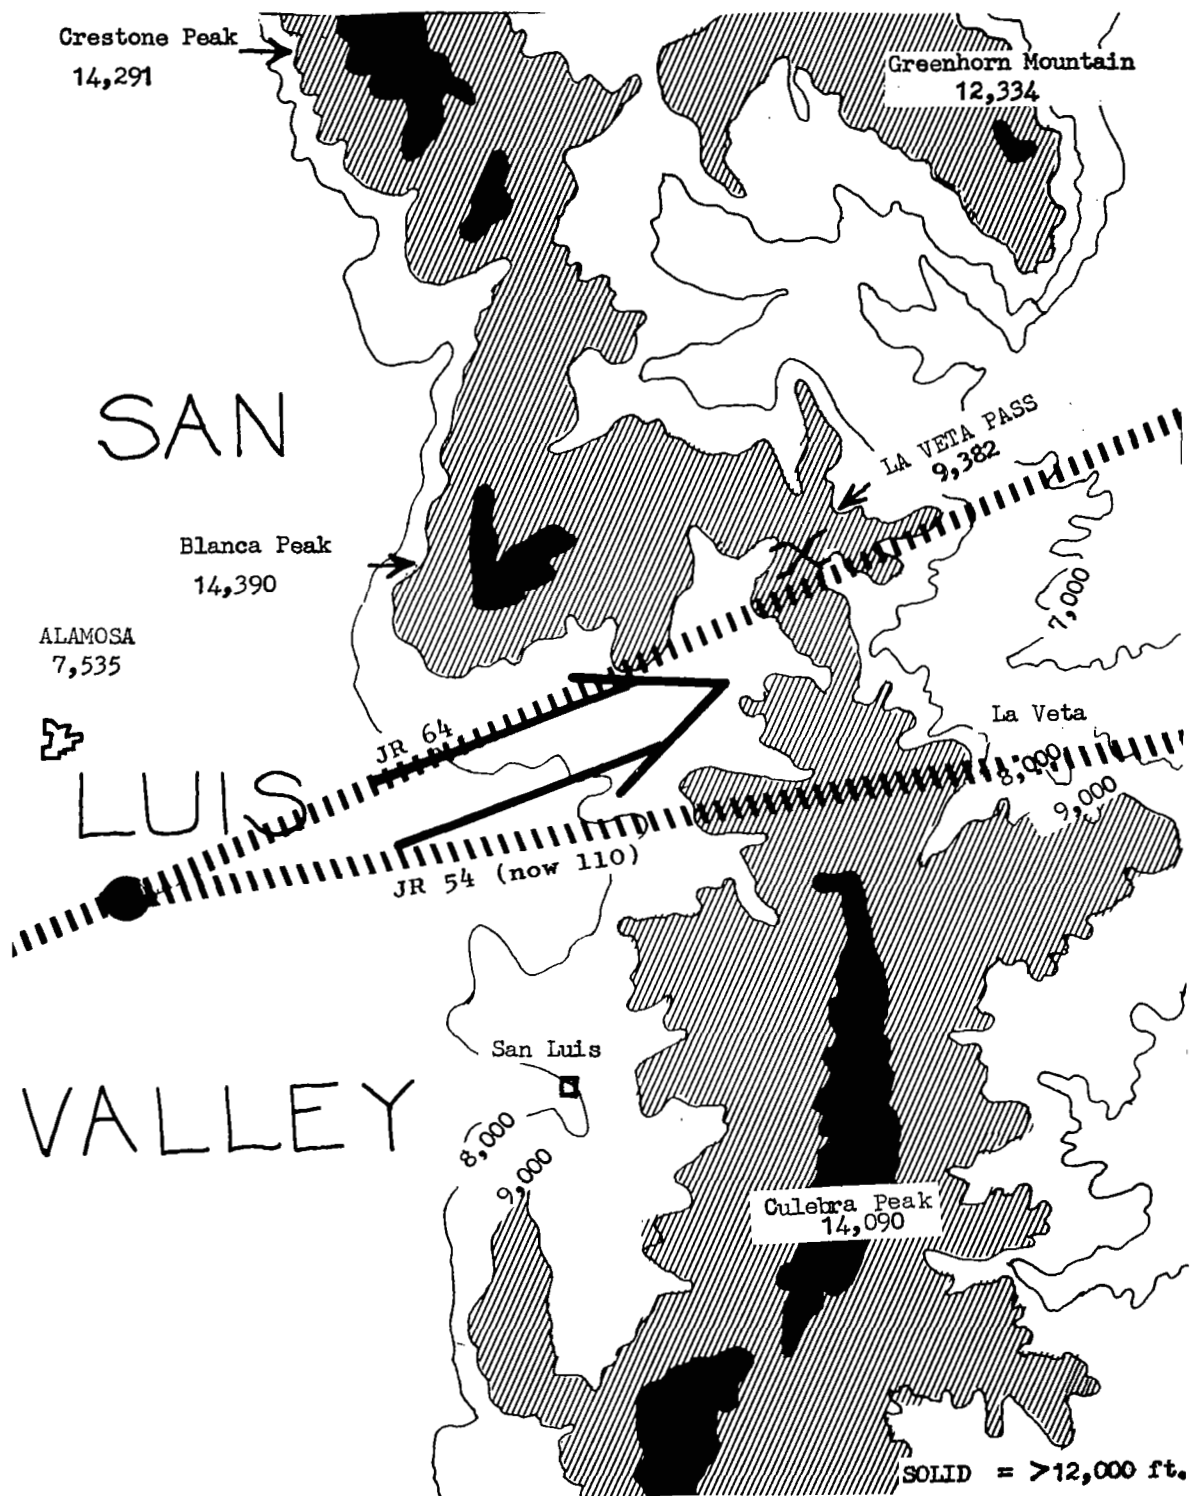 Crestone Peak
14,291
Greenhorn Mountain
12,334
SAN
LA VETA PASS
9,382
Blanca Peak
14,390
7,000
ALAMOSA
7,535
La Veta
JR 64
8,000
9,000
LUIS
JR 54 (now 110)
San Luis
VALLEY
8,000
9,000
Culebra Peak
14,090
SOLID = >12,000 ft.